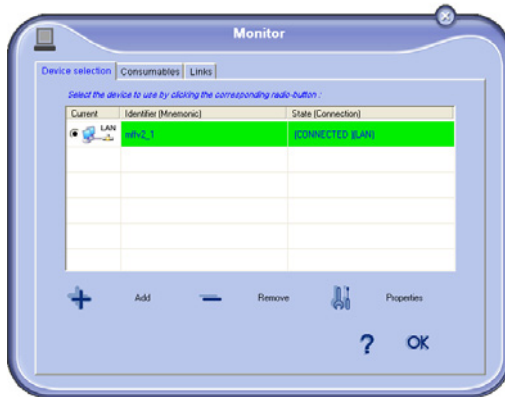 Monitor
Device selection Consumables Links
Select the device to use by clicking the corresponding radio-button :
Current Identifier (Mnemonic) State (Connection)
LAN mfv2_1 (CONNECTED )(LAN)
Add Remove Properties
? OK